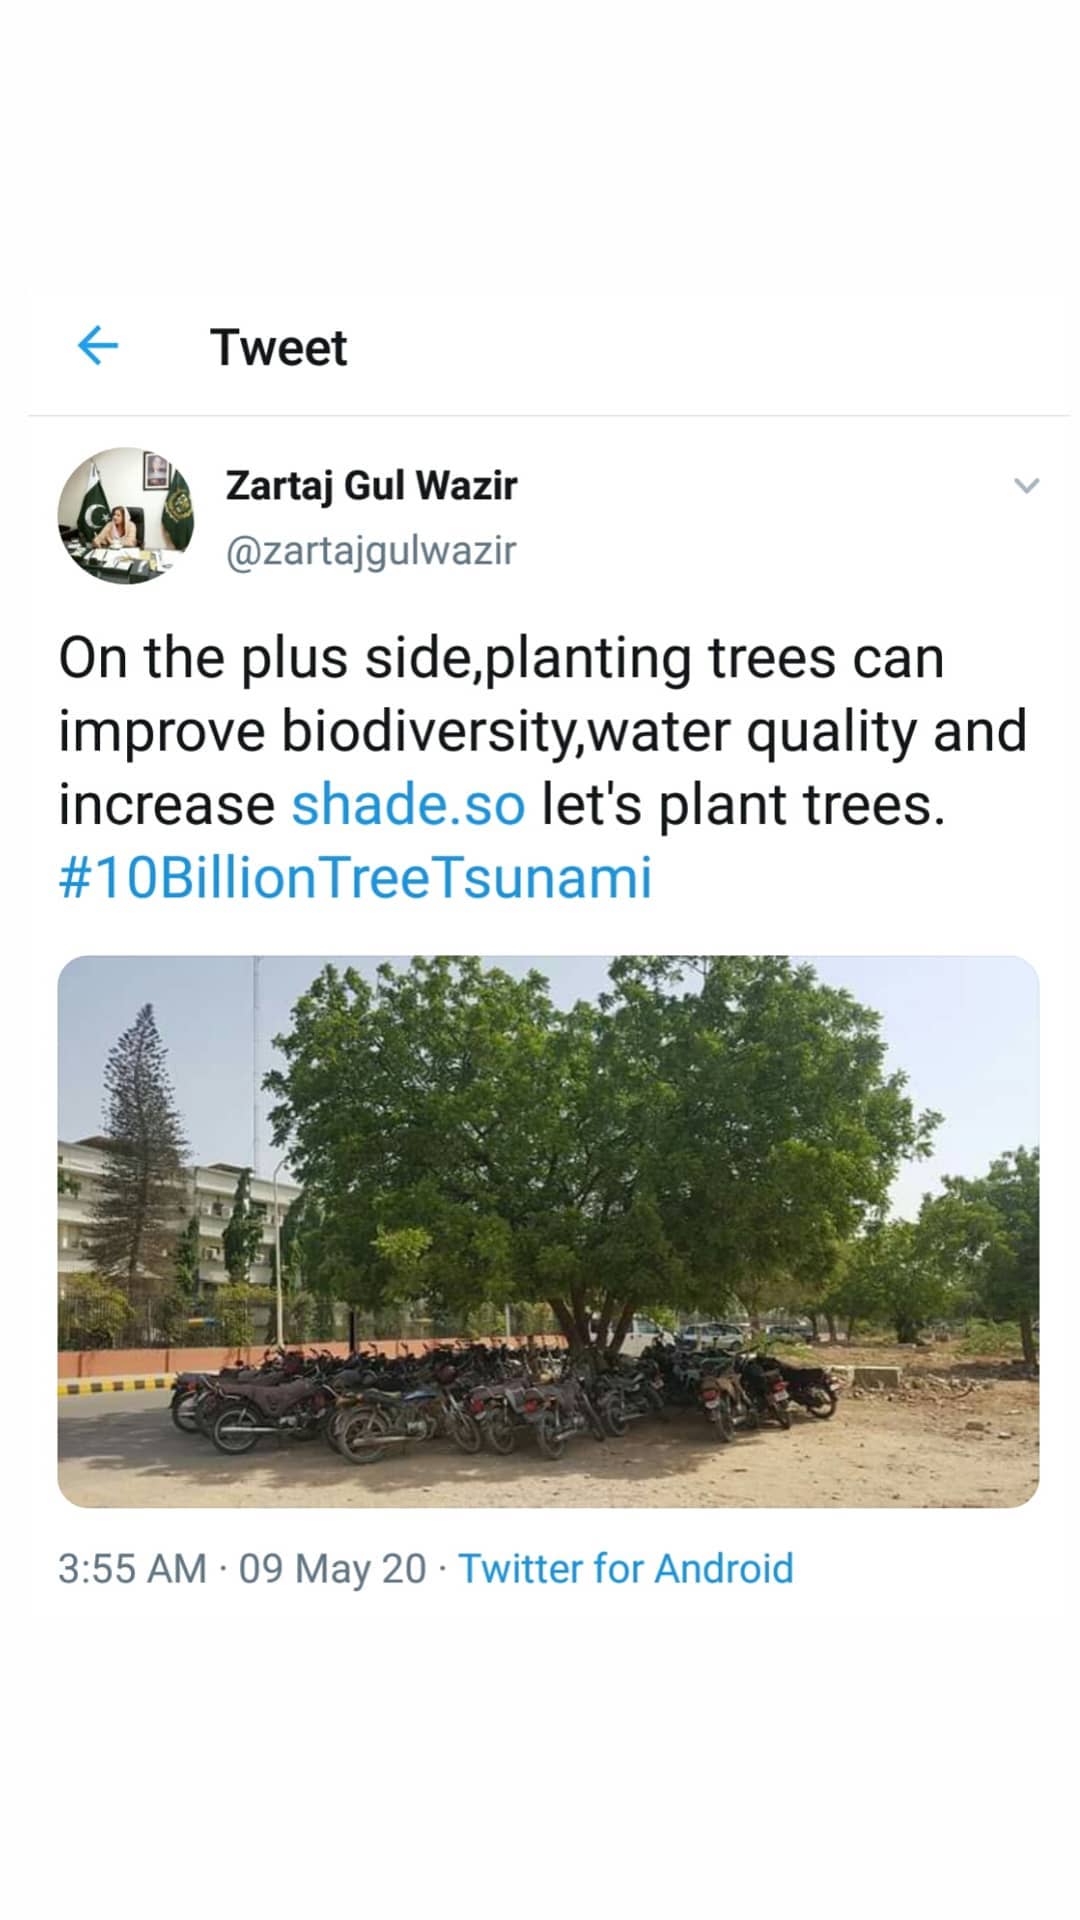 Tweet
Zartaj Gul Wazir
@zartajgulwazir
On the plus side,planting trees can
improve biodiversity,water quality and
increase shade.so let's plant trees.
#10BillionTreeTsunami
3:55 AM · 09 May 20 · Twitter for Android